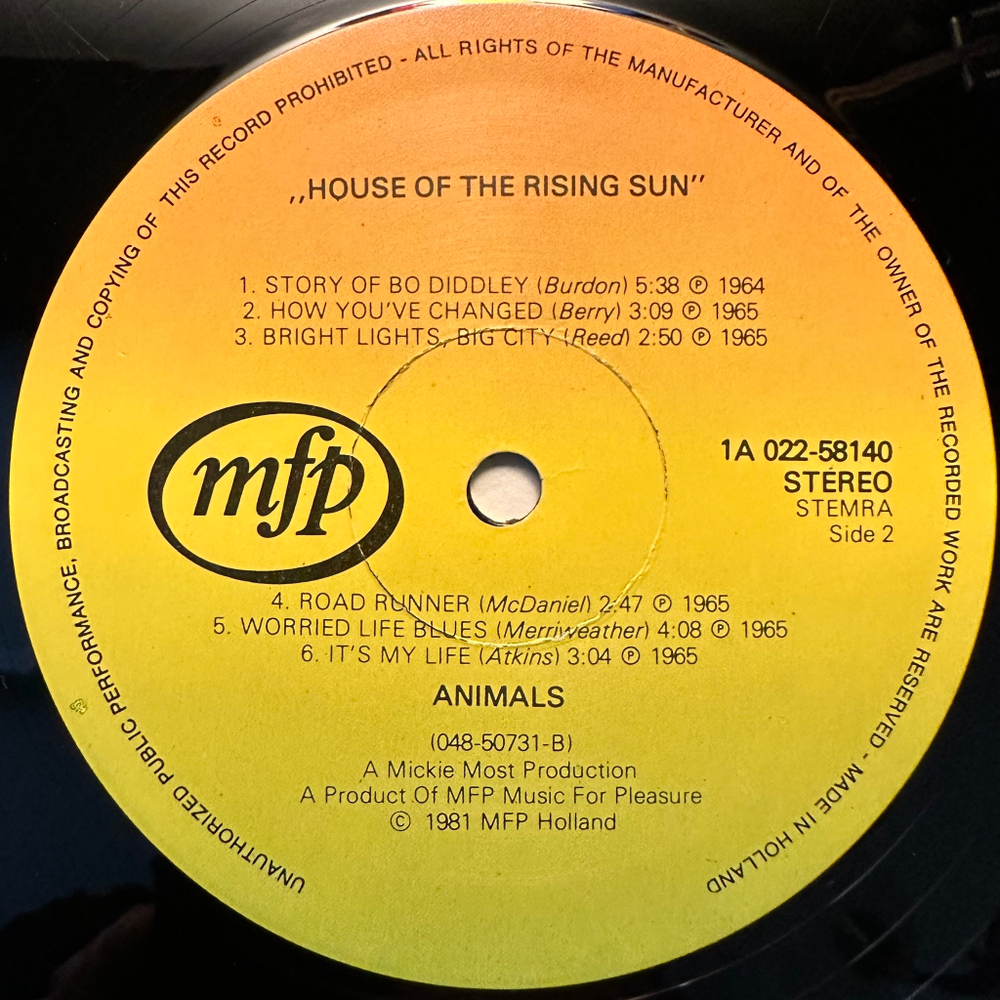 UNAUTHORIZED PUBLIC PERFORMANCE, BROADCASTING AND COPYING OF THIS RECORD PROHIBITED - ALL RIGHTS OF THE MANUFACTURER AND OF THE OWNER OF THE RECORDED WORK ARE RESERVED - MADE IN HOLLAND
,,HOUSE OF THE RISING SUN’’
1. STORY OF BO DIDDLEY (Burdon) 5:38 ℗ 1964
2. HOW YOU'VE CHANGED (Berry) 3:09 ℗ 1965
3. BRIGHT LIGHTS, BIG CITY (Reed) 2:50 ℗ 1965
mfp
1A 022-58140
STÉREO
STEMRA
Side 2
4. ROAD RUNNER (McDaniel) 2:47 ℗ 1965
5. WORRIED LIFE BLUES (Merriweather) 4:08 ℗ 1965
6. IT'S MY LIFE (Atkins) 3:04 ℗ 1965
ANIMALS
(048-50731-B)
A Mickie Most Production
A Product Of MFP Music For Pleasure
© 1981 MFP Holland